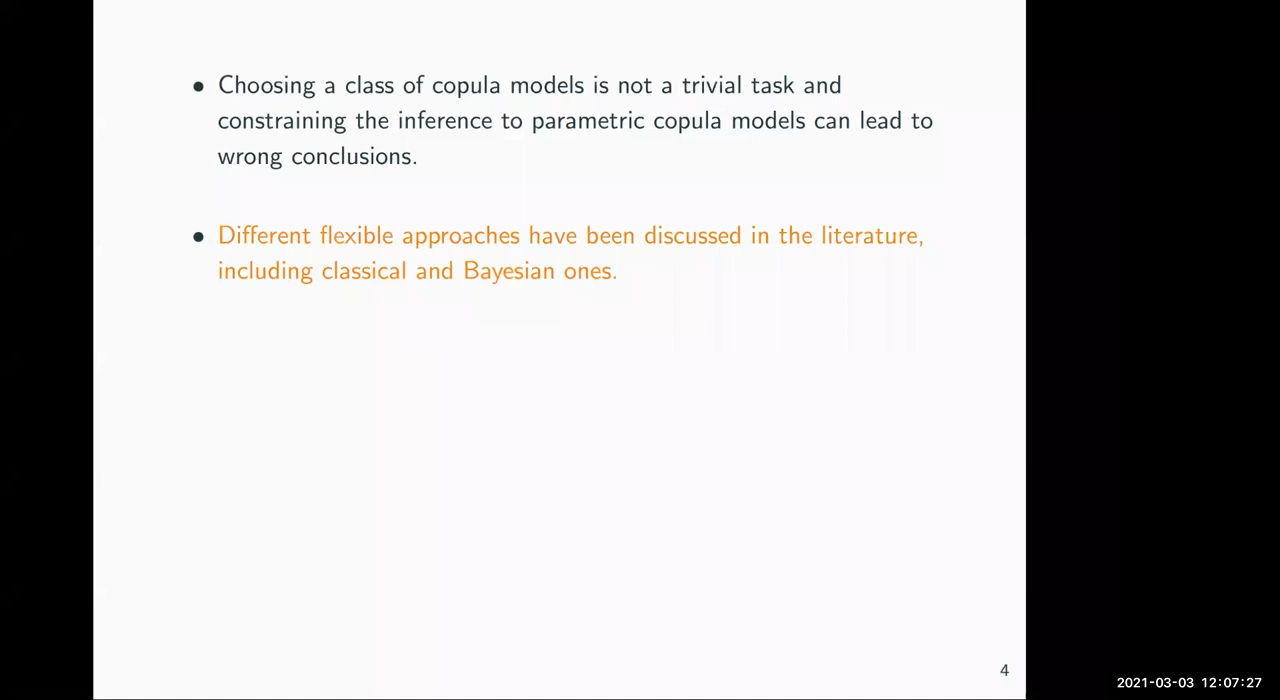 • Choosing a class of copula models is not a trivial task and
constraining the inference to parametric copula models can lead to
wrong conclusions.
• Different flexible approaches have been discussed in the literature,
including classical and Bayesian ones.
4
2021-03-03 12:07:27